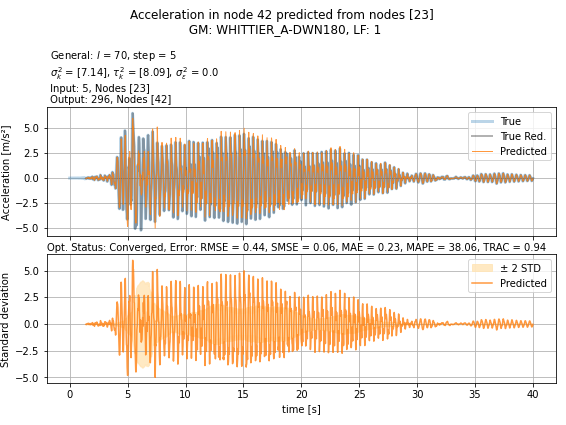 Acceleration in node 42 predicted from nodes [23]
GM: WHITTIER_A-DWN180, LF: 1
General: l = 70, step = 5
σ²ₖ = [7.14], τ²ₖ = [8.09], σ²ε = 0.0
Input: 5, Nodes [23]
Output: 296, Nodes [42]
True
True Red.
Predicted
Acceleration [m/s²]
5.0
2.5
0.0
−2.5
−5.0
Opt. Status: Converged, Error: RMSE = 0.44, SMSE = 0.06, MAE = 0.23, MAPE = 38.06, TRAC = 0.94
± 2 STD
Predicted
Standard deviation
5.0
2.5
0.0
−2.5
−5.0
0 5 10 15 20 25 30 35 40
time [s]